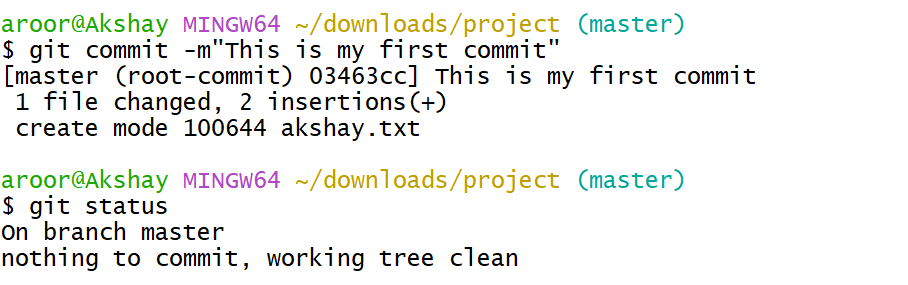 aroor@Akshay MINGW64 ~/downloads/project (master)
$ git commit -m"This is my first commit"
[master (root-commit) 03463cc] This is my first commit
 1 file changed, 2 insertions(+)
 create mode 100644 akshay.txt

aroor@Akshay MINGW64 ~/downloads/project (master)
$ git status
On branch master
nothing to commit, working tree clean